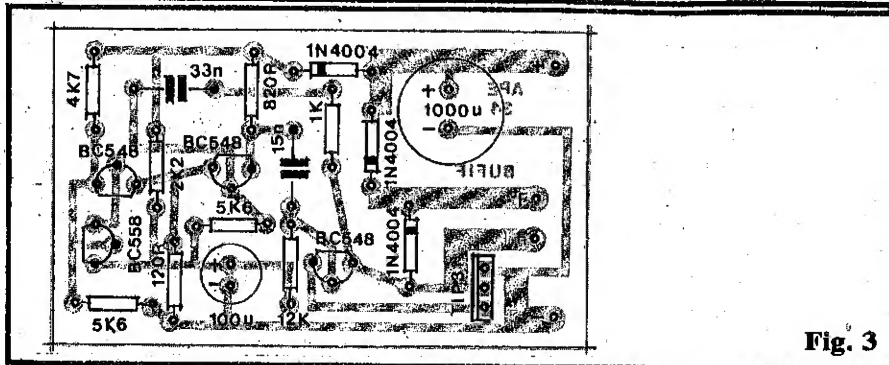 1N4004
33n
4K7
820R
1K
+
1000u
-
15n
1N4004
BC548
2K2
5K6
BC548
BC558
120R
1N4004
+
-
5K6
100u
12K
Fig. 3